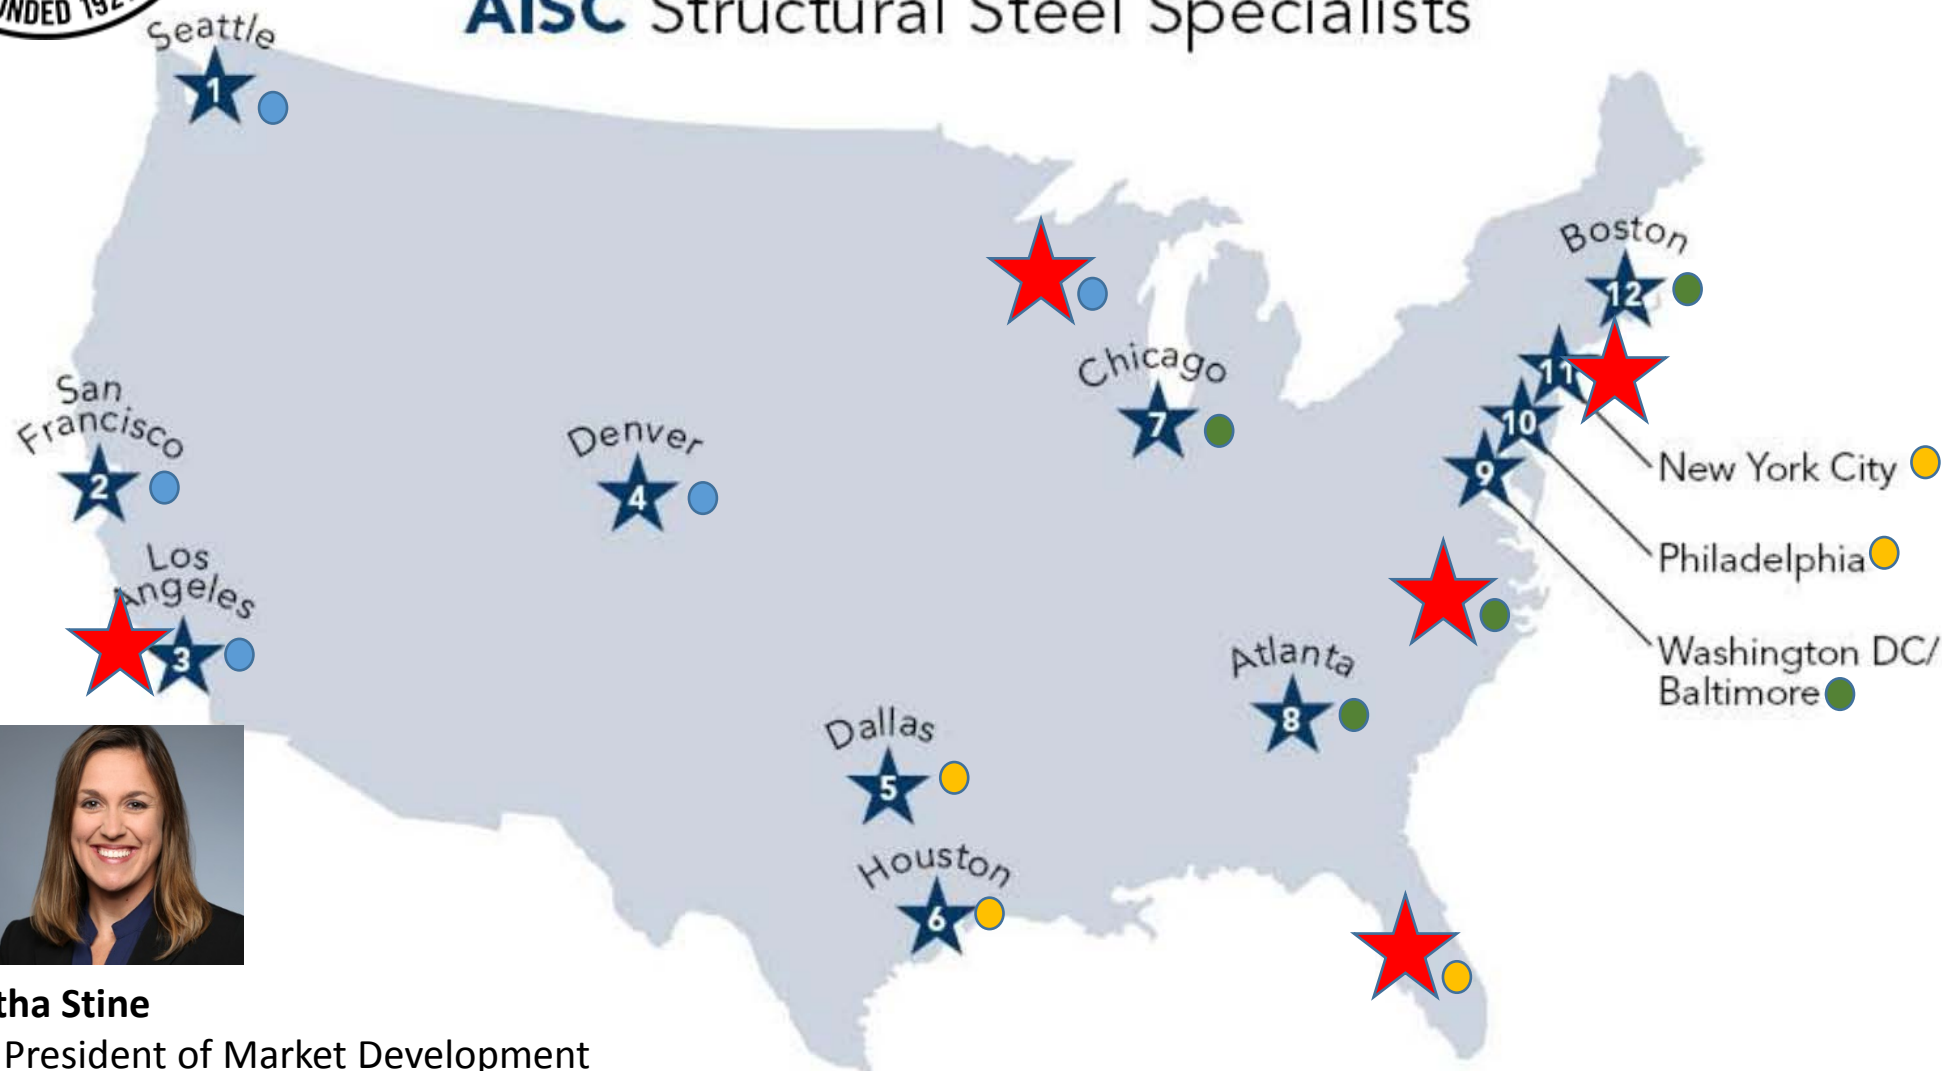 AISC Structural Steel Specialists
Seattle
1
Boston
12
San
Francisco
2
Denver
4
Chicago
7
11
10
9
New York City
Philadelphia
Washington DC/
Baltimore
Los
Angeles
3
Atlanta
8
Dallas
5
Houston
6
tha Stine
President of Market Development